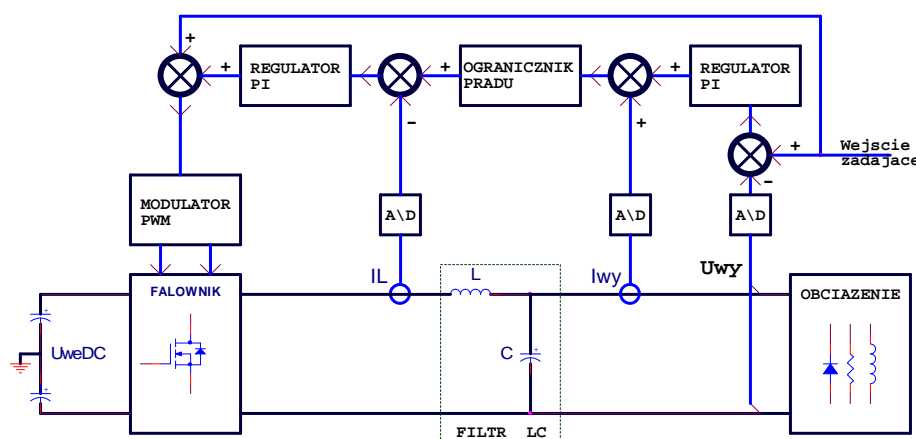 +
+
REGULATOR
PI
+
OGRANICZNIK
PRADU
+
REGULATOR
PI
-
+
+
Wejscie
zadajace
-
MODULATOR
PWM
A\D
A\D
A\D
IL
L
Iwy
Uwy
FALOWNIK
OBCIAZENIE
+
UweDC
C
+
+
FILTR LC